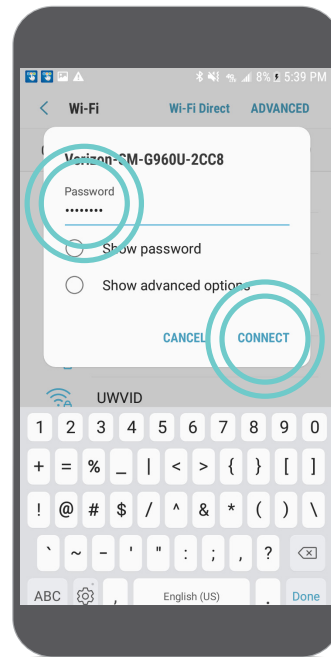 8% 5:39 PM
< Wi-Fi Wi-Fi Direct ADVANCED
Verizon-SM-G960U-2CC8
Password
••••••••
Show password
Show advanced options
CANCEL CONNECT
UWVID
1 2 3 4 5 6 7 8 9 0
+ = % _ | < > { } [ ]
! @ # $ / ^ & * ( ) \
` ~ - ' " : ; , ? 
ABC , English (US) . Done